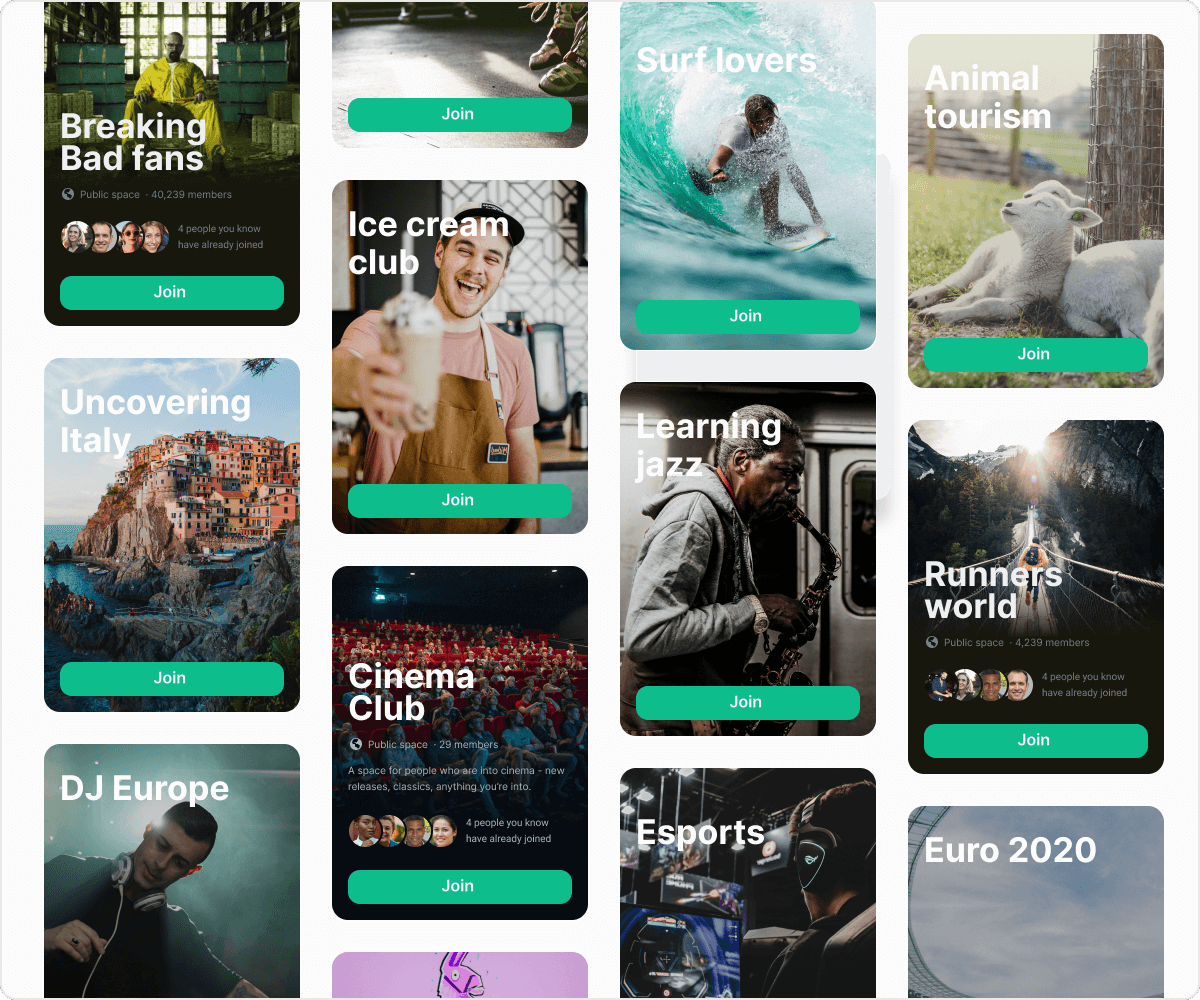 Breaking
Bad fans
Public space · 40,239 members
4 people you know
have already joined
Join
Uncovering
Italy
Join
DJ Europe
Join
Ice cream
club
Join
Cinema
Club
Public space · 29 members
A space for people who are into cinema - new
releases, classics, anything you're into.
4 people you know
have already joined
Join
Surf lovers
Join
Learning
jazz
Join
Esports
Animal
tourism
Join
Runners
world
Public space · 4,239 members
4 people you know
have already joined
Join
Euro 2020